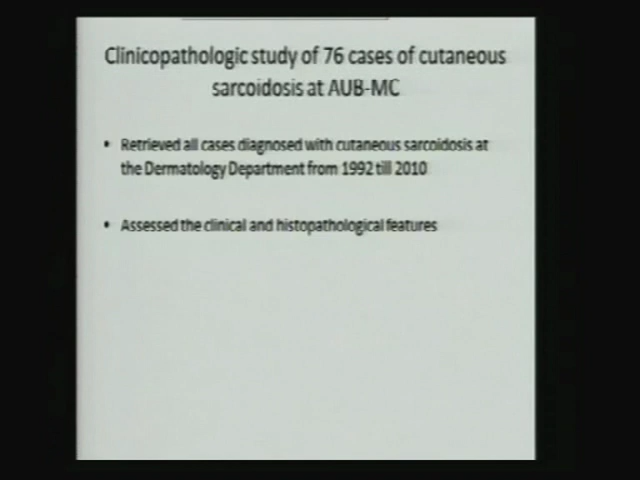 Clinicopathologic study of 76 cases of cutaneous
sarcoidosis at AUB-MC
• Retrieved all cases diagnosed with cutaneous sarcoidosis at
the Dermatology Department from 1992 till 2010
• Assessed the clinical and histopathological features